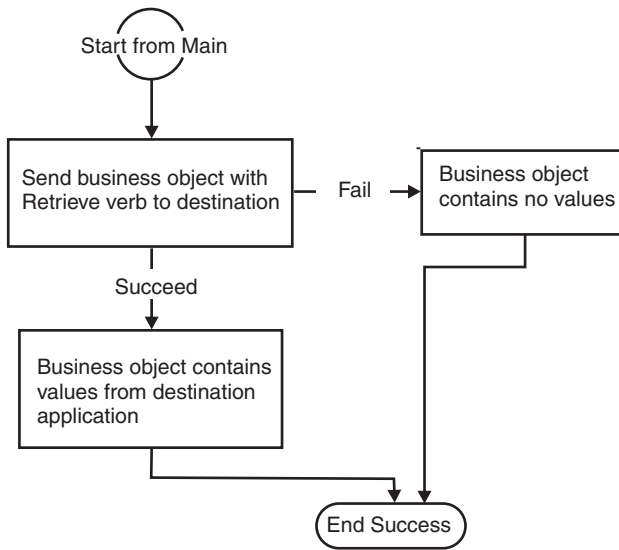 Start from Main
Send business object with
Retrieve verb to destination
Fail
Business object
contains no values
Succeed
Business object contains
values from destination
application
End Success